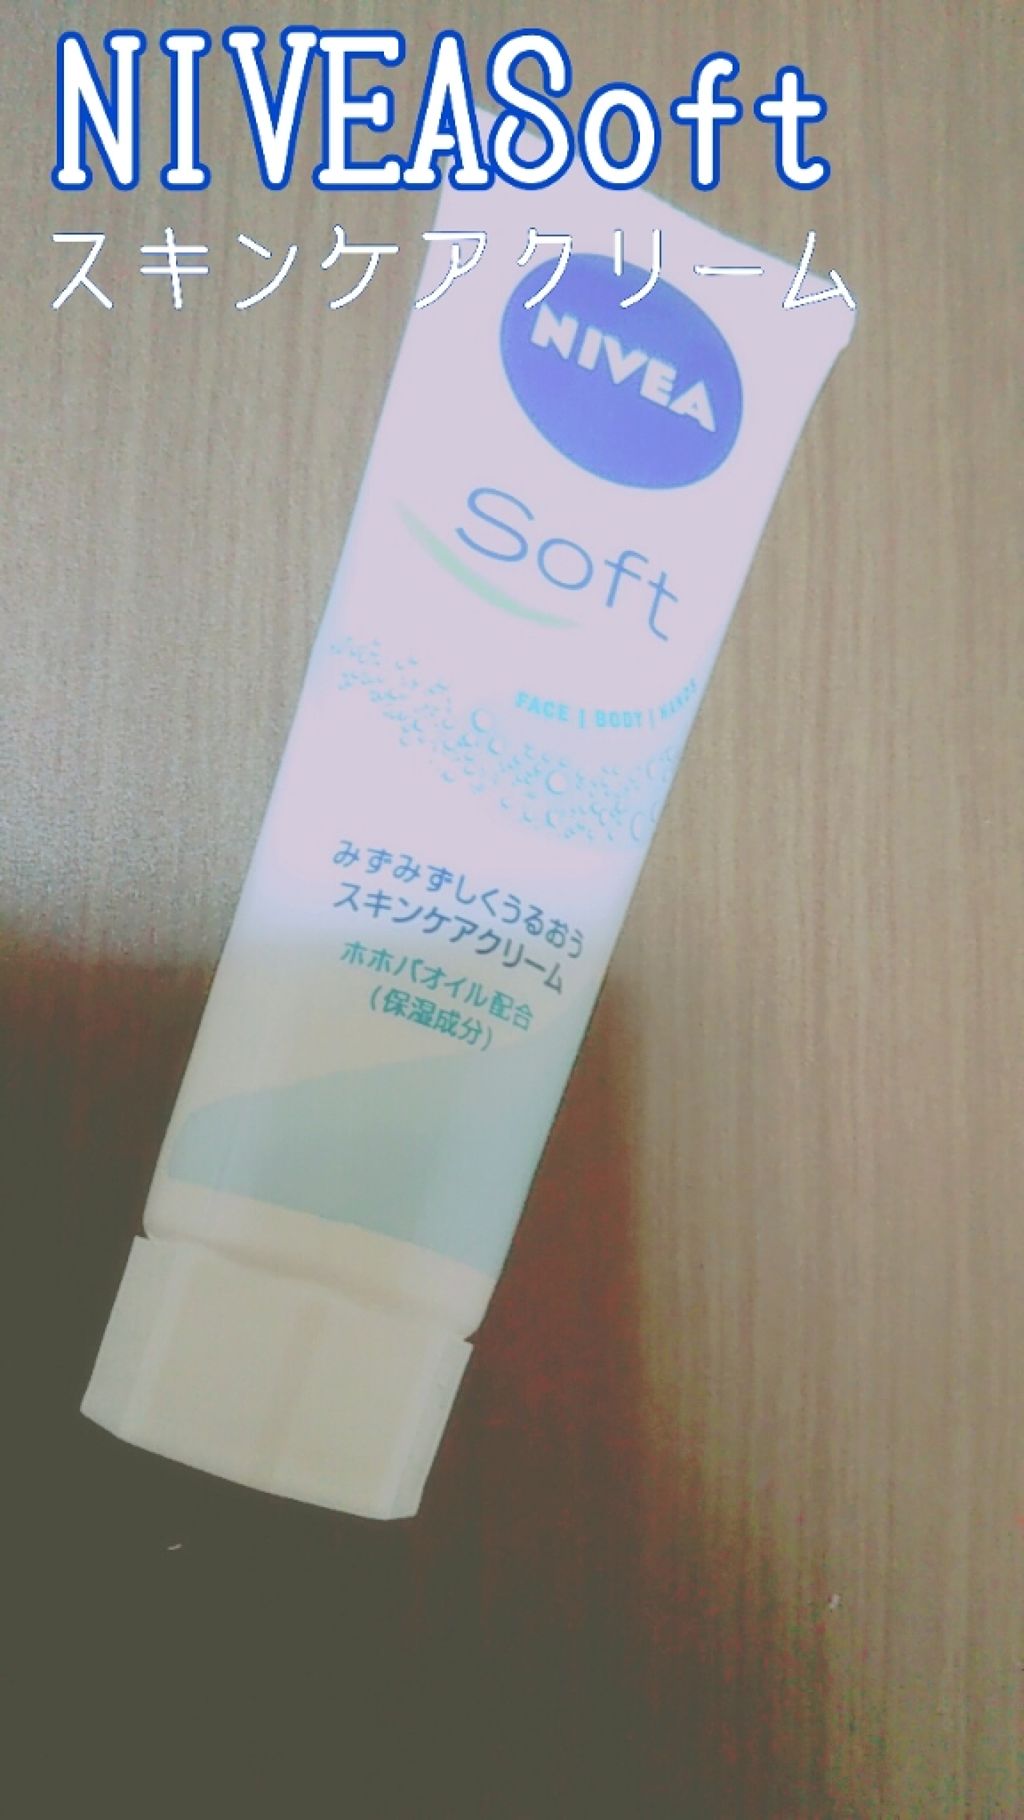 NIVEASoft
スキンケアクリーム
NIVEA
Soft
FACE | BODY | HANDS
みずみずしくうるおう
スキンケアクリーム
ホホバオイル配合
(保湿成分)